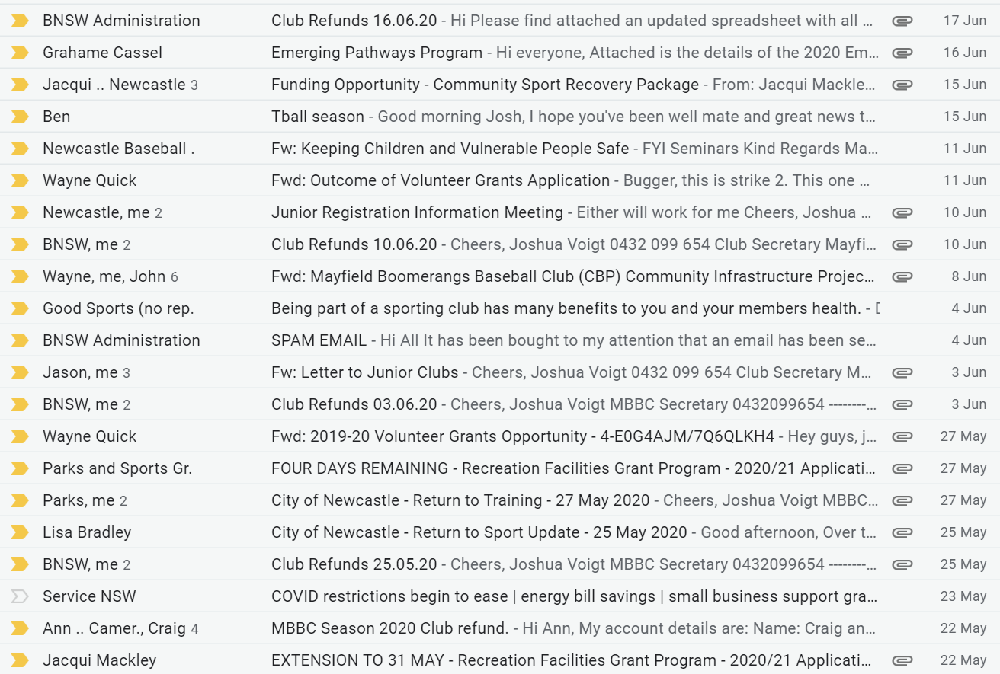 BNSW Administration Club Refunds 16.06.20 - Hi Please find attached an updated spreadsheet with all ... 17 Jun
Grahame Cassel Emerging Pathways Program - Hi everyone, Attached is the details of the 2020 Em... 16 Jun
Jacqui .. Newcastle 3 Funding Opportunity - Community Sport Recovery Package - From: Jacqui Mackle... 15 Jun
Ben Tball season - Good morning Josh, I hope you've been well mate and great news t... 15 Jun
Newcastle Baseball . Fw: Keeping Children and Vulnerable People Safe - FYI Seminars Kind Regards Ma... 11 Jun
Wayne Quick Fwd: Outcome of Volunteer Grants Application - Bugger, this is strike 2. This one ... 11 Jun
Newcastle, me 2 Junior Registration Information Meeting - Either will work for me Cheers, Joshua ... 10 Jun
BNSW, me 2 Club Refunds 10.06.20 - Cheers, Joshua Voigt 0432 099 654 Club Secretary Mayfi... 10 Jun
Wayne, me, John 6 Fwd: Mayfield Boomerangs Baseball Club (CBP) Community Infrastructure Projec... 8 Jun
Good Sports (no rep. Being part of a sporting club has many benefits to you and your members health. - [ 4 Jun
BNSW Administration SPAM EMAIL - Hi All It has been bought to my attention that an email has been se... 4 Jun
Jason, me 3 Fw: Letter to Junior Clubs - Cheers, Joshua Voigt 0432 099 654 Club Secretary M... 3 Jun
BNSW, me 2 Club Refunds 03.06.20 - Cheers, Joshua Voigt MBBC Secretary 0432099654 --------... 3 Jun
Wayne Quick Fwd: 2019-20 Volunteer Grants Opportunity - 4-E0G4AJM/7Q6QLKH4 - Hey guys, j... 27 May
Parks and Sports Gr. FOUR DAYS REMAINING - Recreation Facilities Grant Program - 2020/21 Applicati... 27 May
Parks, me 2 City of Newcastle - Return to Training - 27 May 2020 - Cheers, Joshua Voigt MBBC... 27 May
Lisa Bradley City of Newcastle - Return to Sport Update - 25 May 2020 - Good afternoon, Over t... 25 May
BNSW, me 2 Club Refunds 25.05.20 - Cheers, Joshua Voigt MBBC Secretary 0432099654 --------... 25 May
Service NSW COVID restrictions begin to ease | energy bill savings | small business support gra... 23 May
Ann .. Camer., Craig 4 MBBC Season 2020 Club refund. - Hi Ann, My account details are: Name: Craig an... 22 May
Jacqui Mackley EXTENSION TO 31 MAY - Recreation Facilities Grant Program - 2020/21 Applicati... 22 May